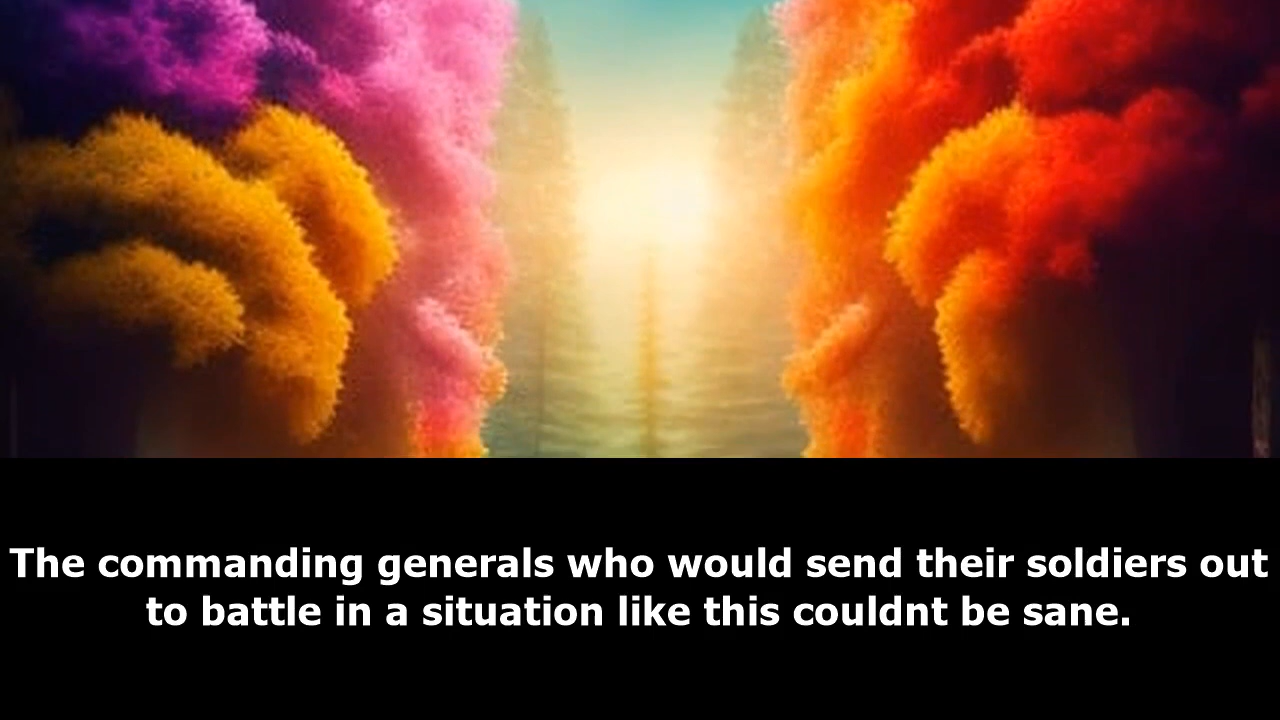 The commanding generals who would send their soldiers out
to battle in a situation like this couldnt be sane.